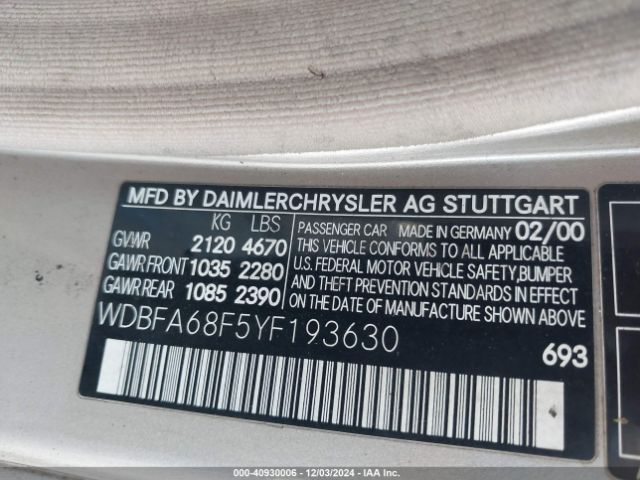 MFD BY DAIMLERCHRYSLER AG STUTTGART
KG LBS
GVWR 2120 4670
GAWR FRONT 1035 2280
GAWR REAR 1085 2390
PASSENGER CAR MADE IN GERMANY 02/00
THIS VEHICLE CONFORMS TO ALL APPLICABLE
U.S. FEDERAL MOTOR VEHICLE SAFETY, BUMPER
AND THEFT PREVENTION STANDARDS IN EFFECT
ON THE DATE OF MANUFACTURE SHOWN ABOVE
WDBFA68F5YF193630
693
000-40930006 - 12/03/2024 - IAA Inc.